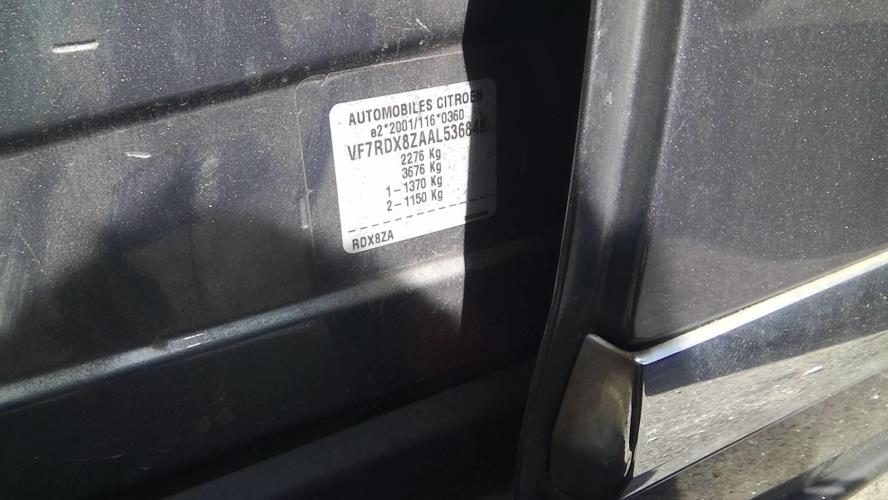 AUTOMOBILES CITROEN
e2*2001/116*0360
VF7RDX8ZAAL536848
2276 Kg
3676 Kg
1-1370 Kg
2-1150 Kg
RDX8ZA